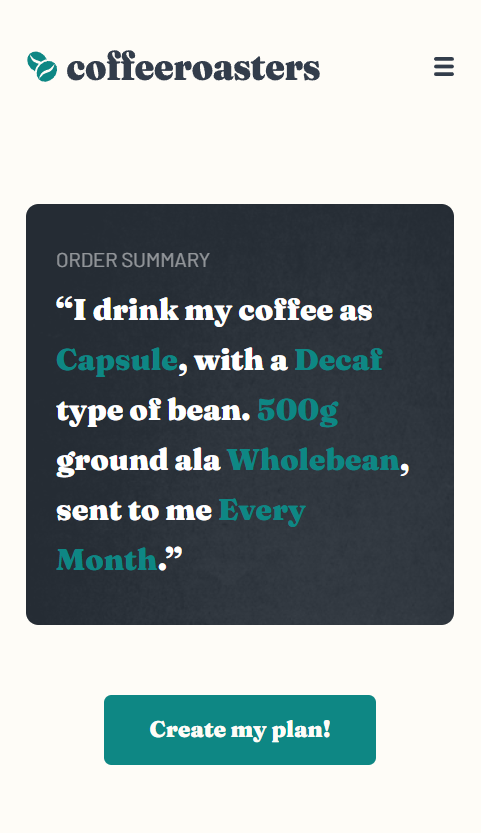 coffeeroasters
ORDER SUMMARY
“I drink my coffee as
Capsule, with a Decaf
type of bean. 500g
ground ala Wholebean,
sent to me Every
Month.”
Create my plan!